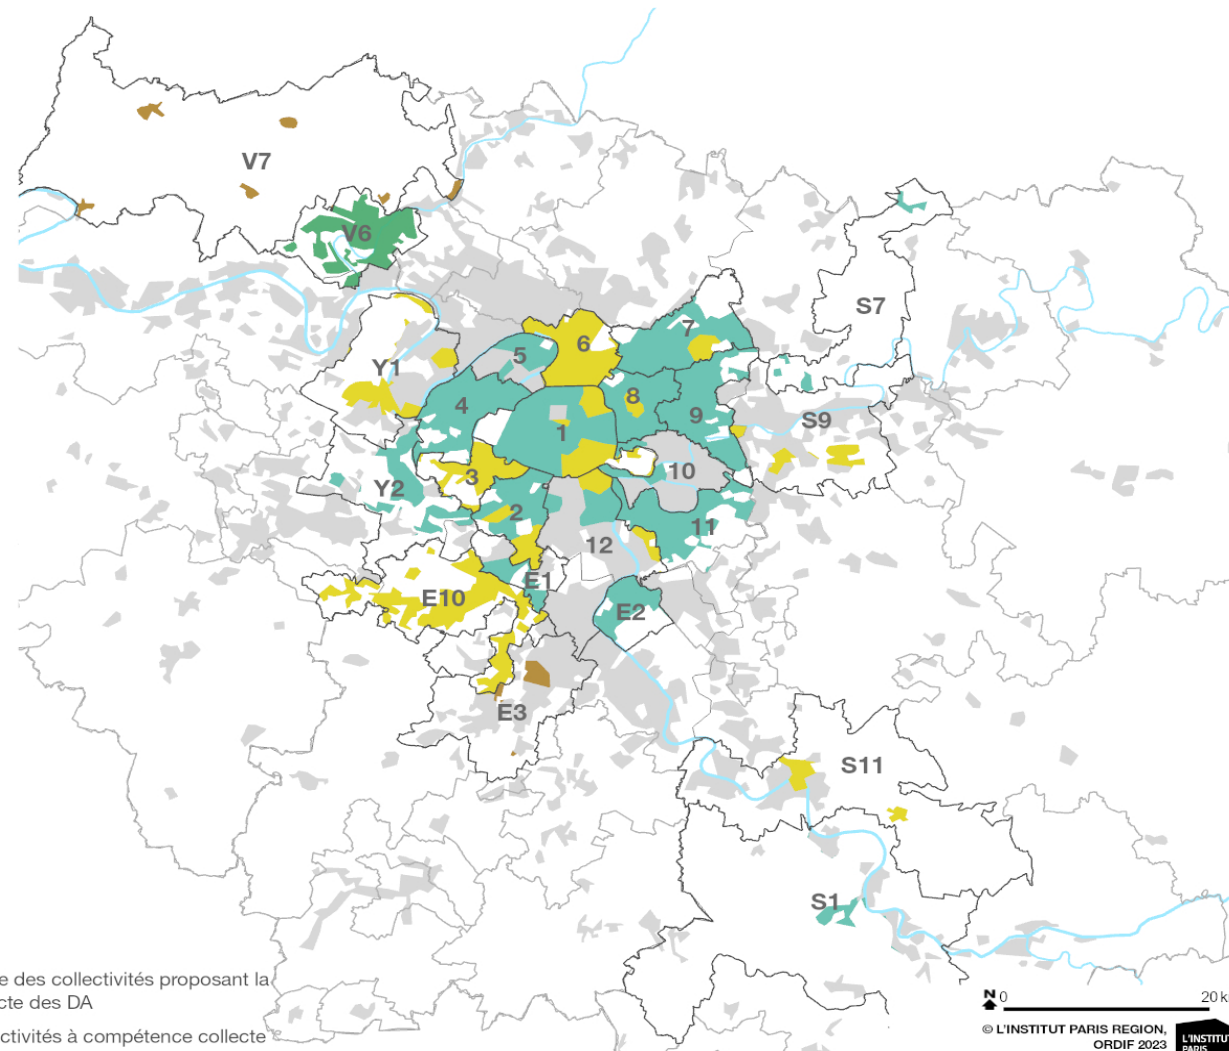 V7
V6
S7
7
6
5
Y1
8
4
9
S9
1
3
10
Y2
2
11
12
E1
E10
E2
E3
S11
S1
e des collectivités proposant la
cte des DA
ctivités à compétence collecte
N 0 20 k
© L'INSTITUT PARIS REGION,
ORDIF 2023
L'INSTITU
PARIS